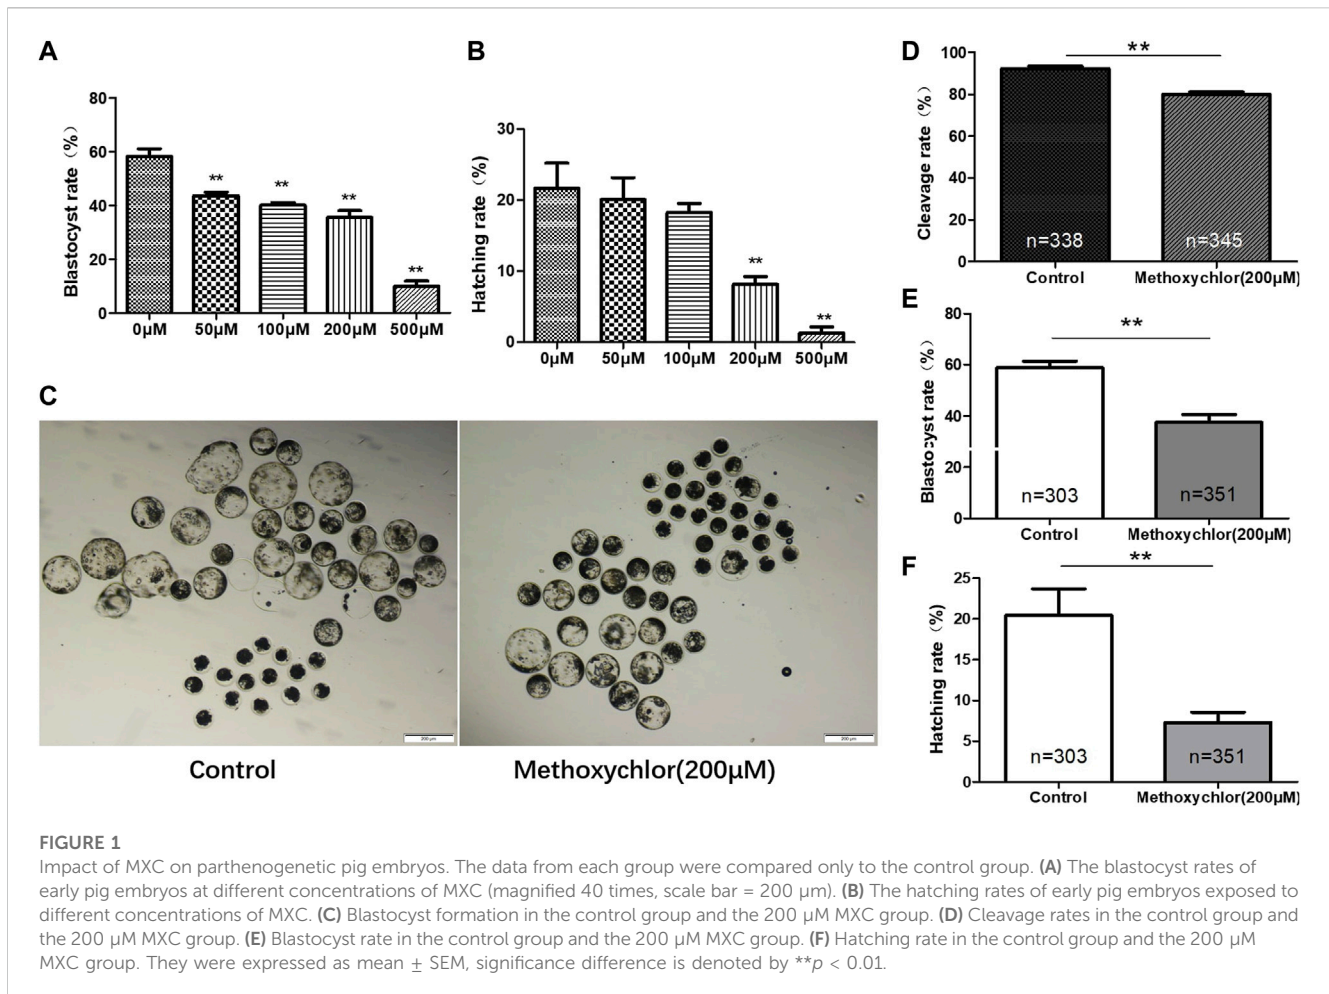 A
Blastocyst rate (%)
80
60
40
20
0
**
**
**
**
0μM
50μM
100μM
200μM
500μM
B
Hatching rate (%)
30
20
10
0
**
**
0μM
50μM
100μM
200μM
500μM
C
200 μm
200 μm
Control
Methoxychlor(200μM)
D
Cleavage rate (%)
100
80
60
40
20
0
**
n=338
n=345
Control
Methoxychlor(200μM)
E
Blastocyst rate (%)
80
60
40
20
0
**
n=303
n=351
Control
Methoxychlor(200μM)
F
Hatching rate (%)
25
20
15
10
5
0
**
n=303
n=351
Control
Methoxychlor(200μM)
FIGURE 1
Impact of MXC on parthenogenetic pig embryos. The data from each group were compared only to the control group. (A) The blastocyst rates of
early pig embryos at different concentrations of MXC (magnified 40 times, scale bar = 200 μm). (B) The hatching rates of early pig embryos exposed to
different concentrations of MXC. (C) Blastocyst formation in the control group and the 200 μM MXC group. (D) Cleavage rates in the control group and
the 200 μM MXC group. (E) Blastocyst rate in the control group and the 200 μM MXC group. (F) Hatching rate in the control group and the 200 μM
MXC group. They were expressed as mean ± SEM, significance difference is denoted by **p < 0.01.